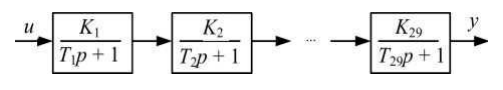 u K₁ / T₁p + 1 K₂ / T₂p + 1 ... K₂₉ / T₂₉p + 1 y